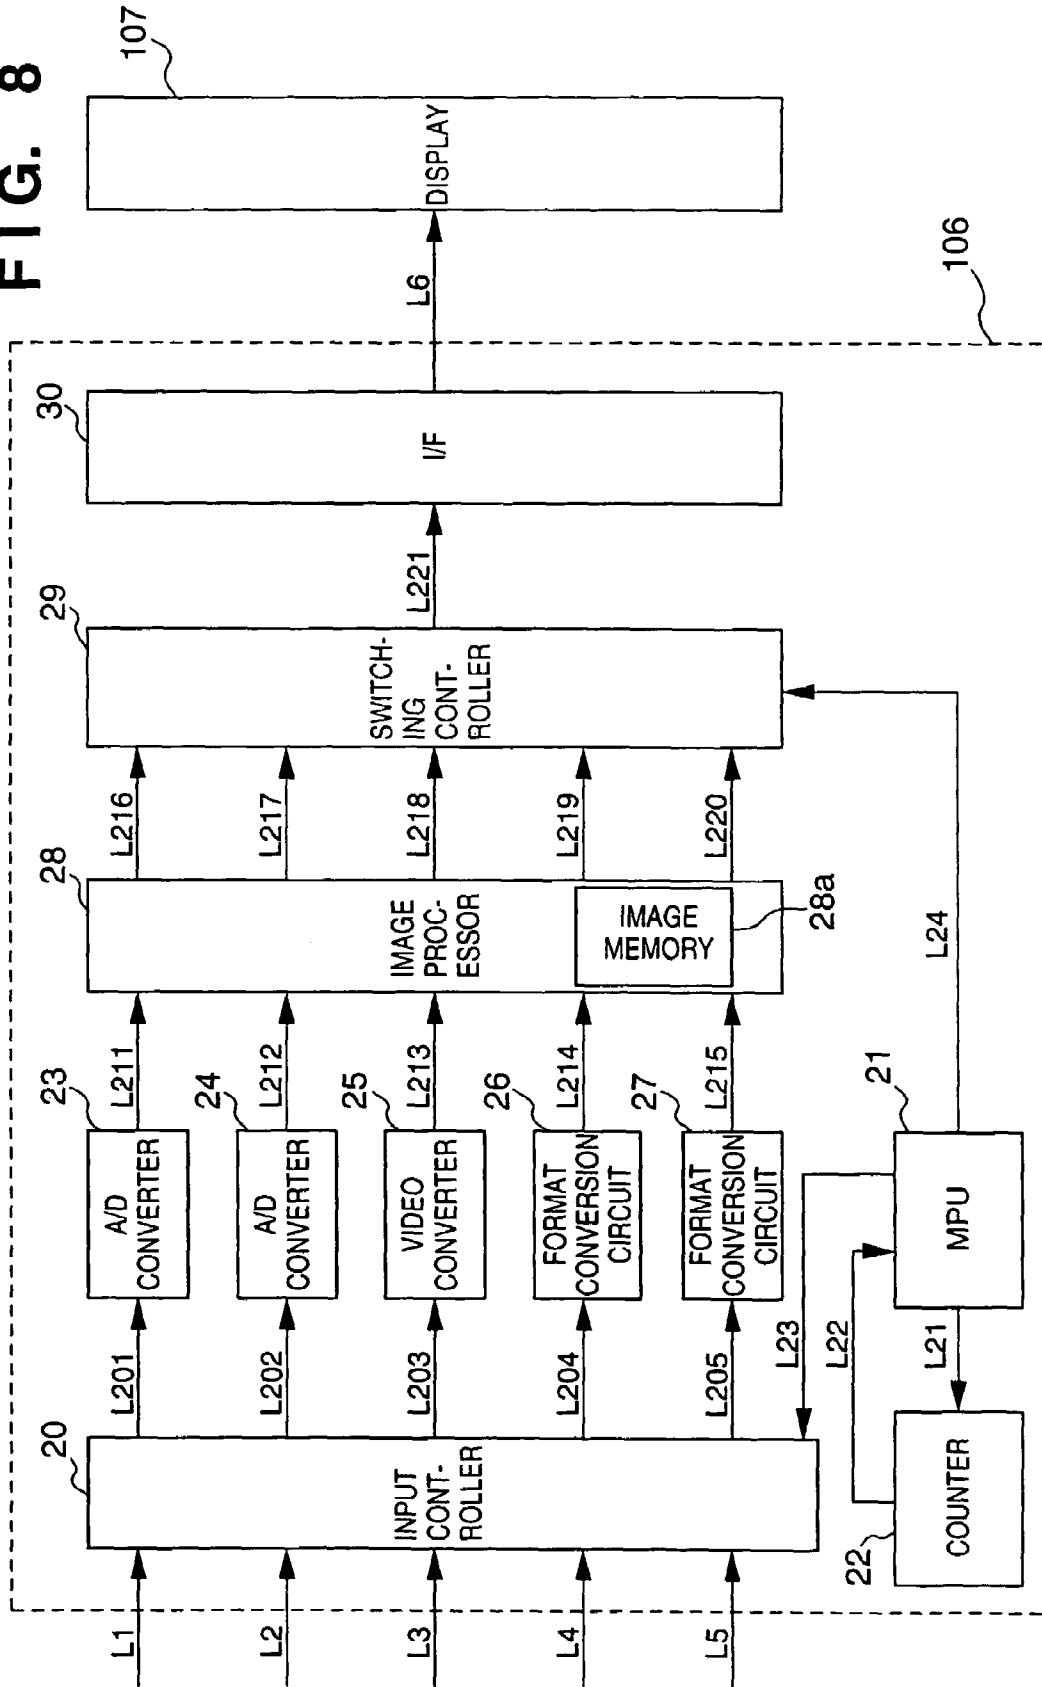 FIG. 8
107
DISPLAY
L6
106
30
I/F
L221
29
SWITCH-
ING
CONT-
ROLLER
L216
L217
L218
L219
L220
28
IMAGE
PROC-
ESSOR
IMAGE
MEMORY
28a
L24
L211
L212
L213
L214
L215
23
A/D
CONVERTER
24
A/D
CONVERTER
25
VIDEO
CONVERTER
26
FORMAT
CONVERSION
CIRCUIT
27
FORMAT
CONVERSION
CIRCUIT
21
MPU
L201
L202
L203
L204
L205
L23
L22
L21
20
INPUT
CONT-
ROLLER
22
COUNTER
L1
L2
L3
L4
L5